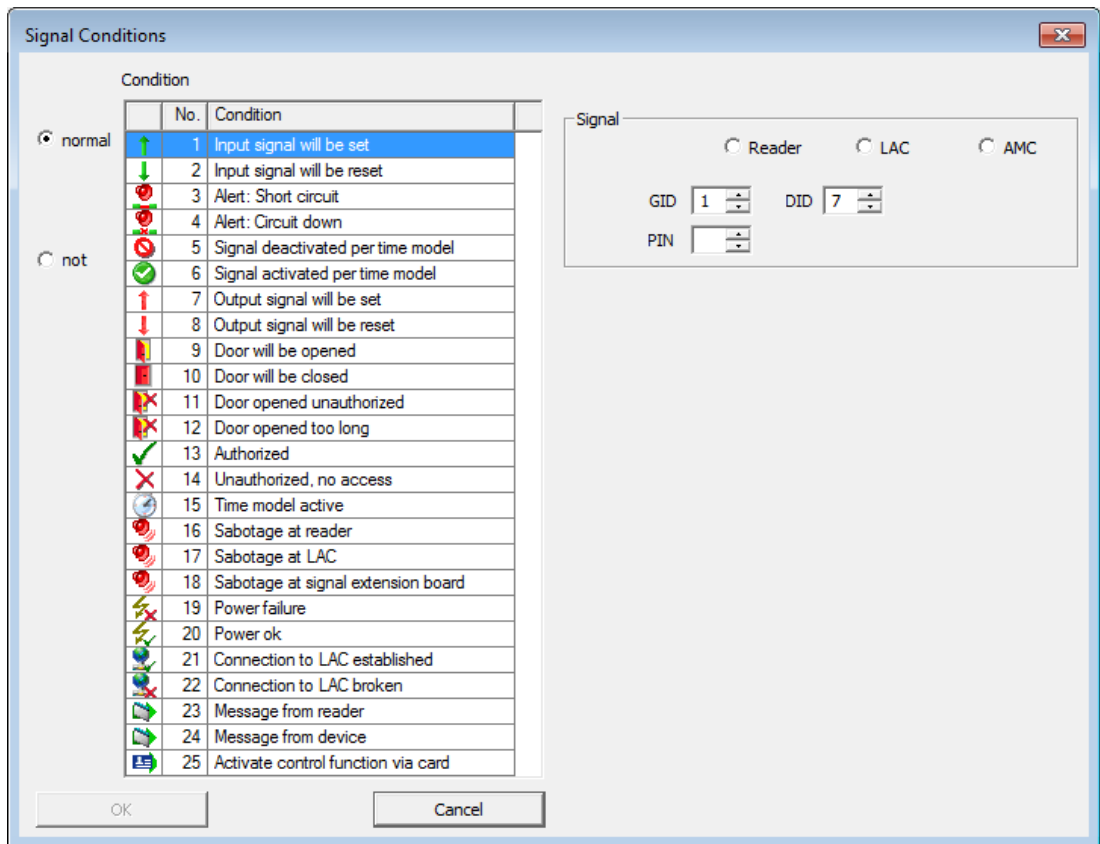 Signal Conditions
Condition
normal
not
No. Condition
1 Input signal will be set
2 Input signal will be reset
3 Alert: Short circuit
4 Alert: Circuit down
5 Signal deactivated per time model
6 Signal activated per time model
7 Output signal will be set
8 Output signal will be reset
9 Door will be opened
10 Door will be closed
11 Door opened unauthorized
12 Door opened too long
13 Authorized
14 Unauthorized, no access
15 Time model active
16 Sabotage at reader
17 Sabotage at LAC
18 Sabotage at signal extension board
19 Power failure
20 Power ok
21 Connection to LAC established
22 Connection to LAC broken
23 Message from reader
24 Message from device
25 Activate control function via card
Signal
Reader LAC AMC
GID 1 DID 7
PIN
OK Cancel